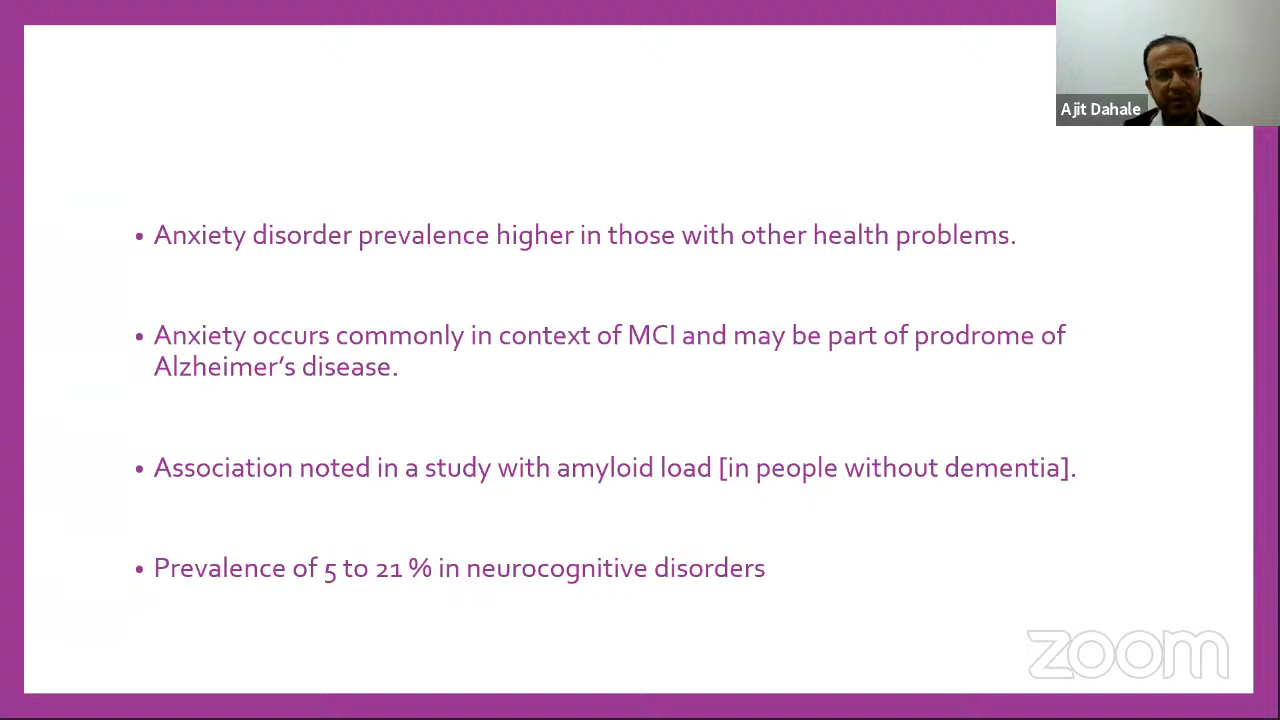 Ajit Dahale
• Anxiety disorder prevalence higher in those with other health problems.
• Anxiety occurs commonly in context of MCI and may be part of prodrome of
Alzheimer’s disease.
• Association noted in a study with amyloid load [in people without dementia].
• Prevalence of 5 to 21 % in neurocognitive disorders
zoom